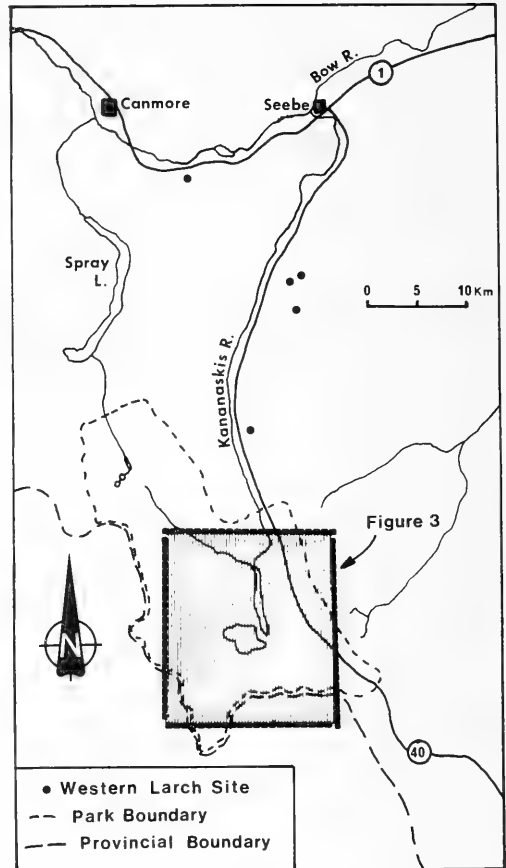 Bow R.
1
Canmore
Seebe
Spray
L.
0 5 10 Km
Kananaskis R.
Figure 3
N
40
Western Larch Site
Park Boundary
Provincial Boundary